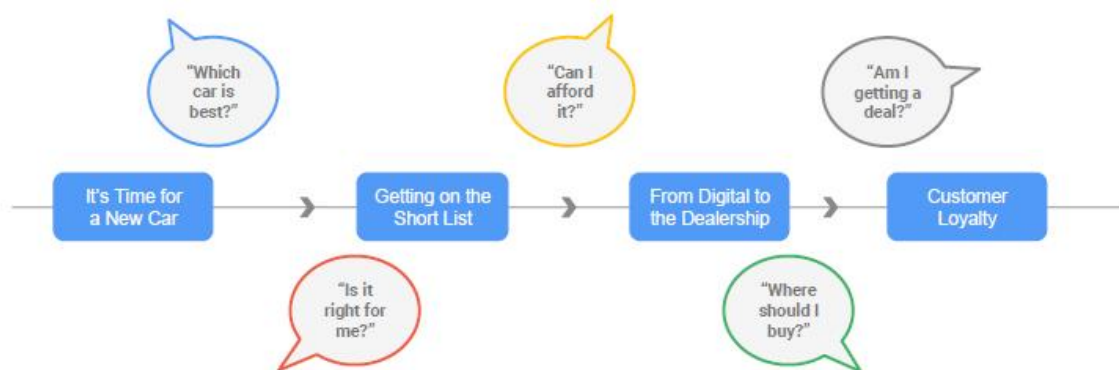 “Which
car is
best?”
“Can I
afford
it?”
“Am I
getting a
deal?”
It’s Time for
a New Car
Getting on the
Short List
From Digital to
the Dealership
Customer
Loyalty
“Is it
right for
me?”
“Where
should I
buy?”